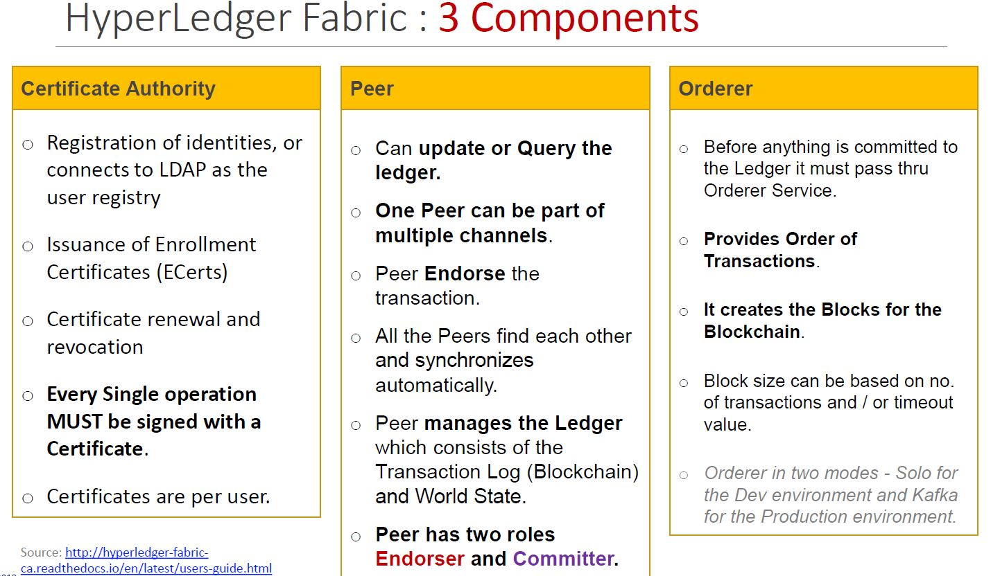 HyperLedger Fabric : 3 Components
Certificate Authority
○ Registration of identities, or
connects to LDAP as the
user registry
○ Issuance of Enrollment
Certificates (ECerts)
○ Certificate renewal and
revocation
○ Every Single operation
MUST be signed with a
Certificate.
○ Certificates are per user.
Source: http://hyperledger-fabric-
ca.readthedocs.io/en/latest/users-guide.html
Peer
○ Can update or Query the
ledger.
○ One Peer can be part of
multiple channels.
○ Peer Endorse the
transaction.
○ All the Peers find each other
and synchronizes
automatically.
○ Peer manages the Ledger
which consists of the
Transaction Log (Blockchain)
and World State.
○ Peer has two roles
Endorser and Committer.
Orderer
○ Before anything is committed to
the Ledger it must pass thru
Orderer Service.
○ Provides Order of
Transactions.
○ It creates the Blocks for the
Blockchain.
○ Block size can be based on no.
of transactions and / or timeout
value.
○ Orderer in two modes - Solo for
the Dev environment and Kafka
for the Production environment.